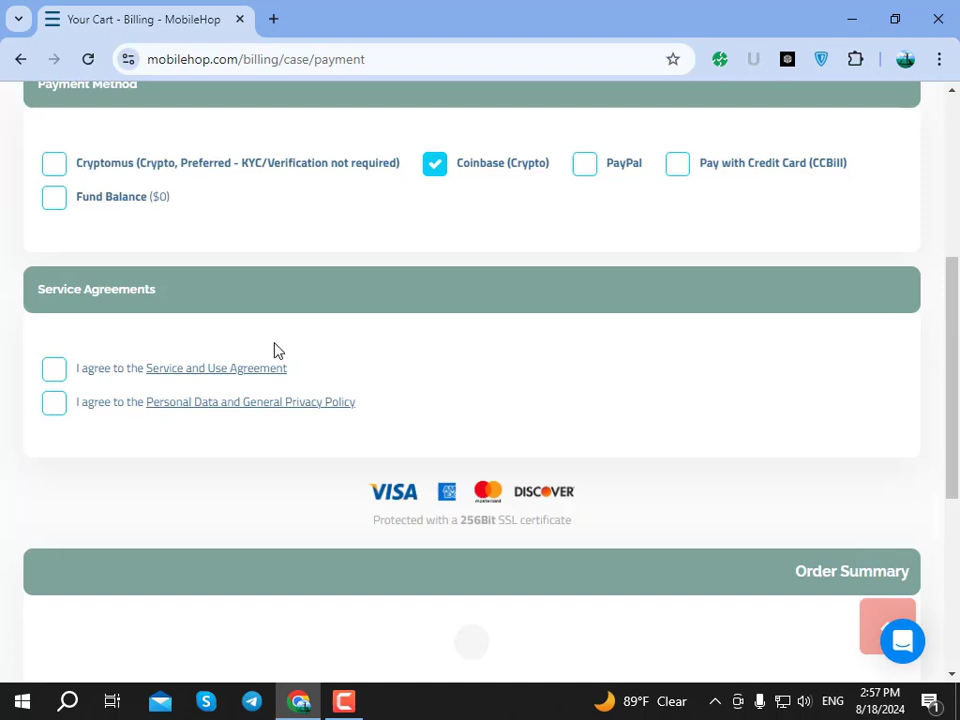 Your Cart - Billing - MobileHop
mobilehop.com/billing/case/payment
Payment Method
Cryptomus (Crypto, Preferred - KYC/Verification not required)
Coinbase (Crypto)
PayPal
Pay with Credit Card (CCBill)
Fund Balance ($0)
Service Agreements
I agree to the Service and Use Agreement
I agree to the Personal Data and General Privacy Policy
VISA
AM EX
mastercard
DISCOVER
Protected with a 256Bit SSL certificate
Order Summary
89°F Clear
ENG
2:57 PM
8/18/2024
1